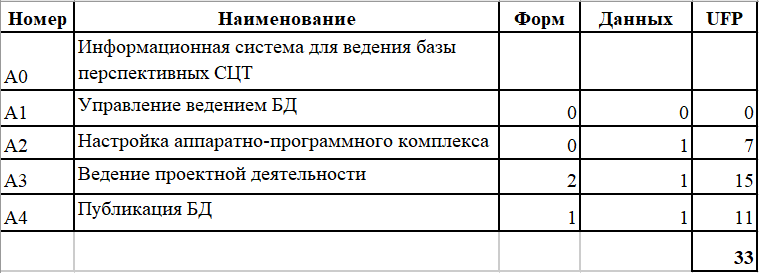 Номер Наименование Форм Данных UFP
Информационная система для ведения базы
A0 перспективных СЦТ
A1 Управление ведением БД 0 0 0
A2 Настройка аппаратно-программного комплекса 0 1 7
A3 Ведение проектной деятельности 2 1 15
A4 Публикация БД 1 1 11
33